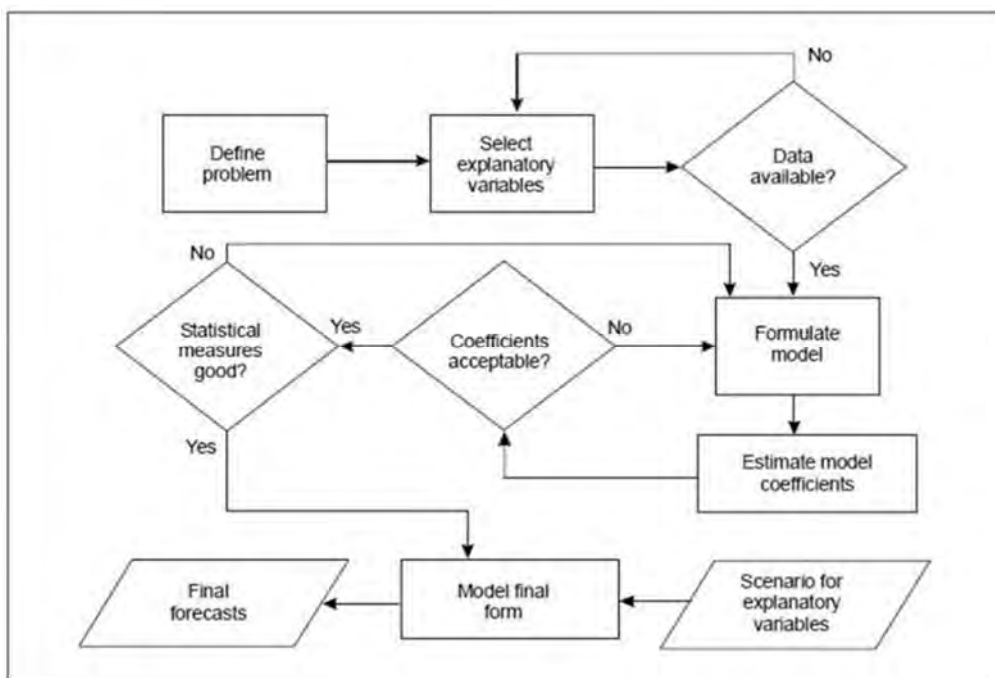 No
Define
problem
Select
explanatory
variables
Data
available?
No
Yes
Statistical
measures
good?
Yes
Coefficients
acceptable?
No
Formulate
model
Yes
Estimate model
coefficients
Final
forecasts
Model final
form
Scenario for
explanatory
variables